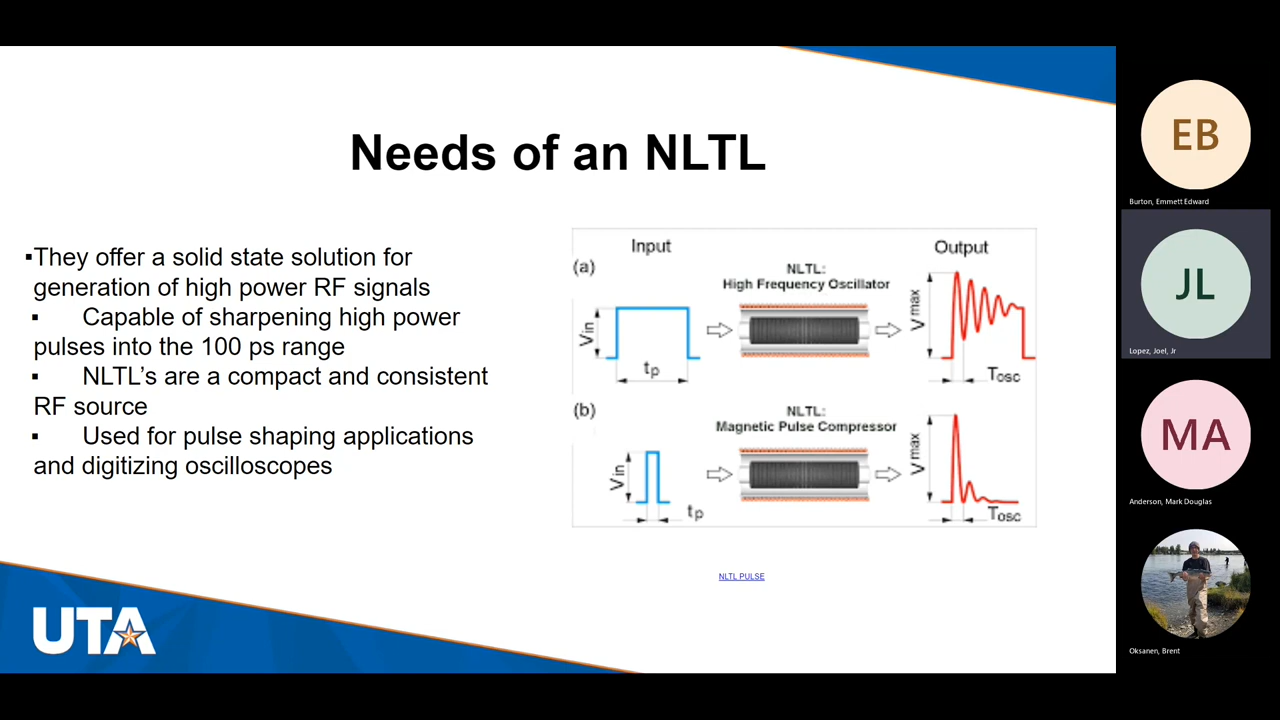 Needs of an NLTL
▪They offer a solid state solution for
generation of high power RF signals
▪ Capable of sharpening high power
pulses into the 100 ps range
▪ NLTL’s are a compact and consistent
RF source
▪ Used for pulse shaping applications
and digitizing oscilloscopes
Input
Output
(a)
NLTL:
High Frequency Oscillator
Vin
tp
Vmax
Tosc
(b)
NLTL:
Magnetic Pulse Compressor
Vin
tp
Vmax
Tosc
NLTL PULSE
UTA
EB
Burton, Emmett Edward
JL
Lopez, Joel, Jr
MA
Anderson, Mark Douglas
Oksanen, Brent